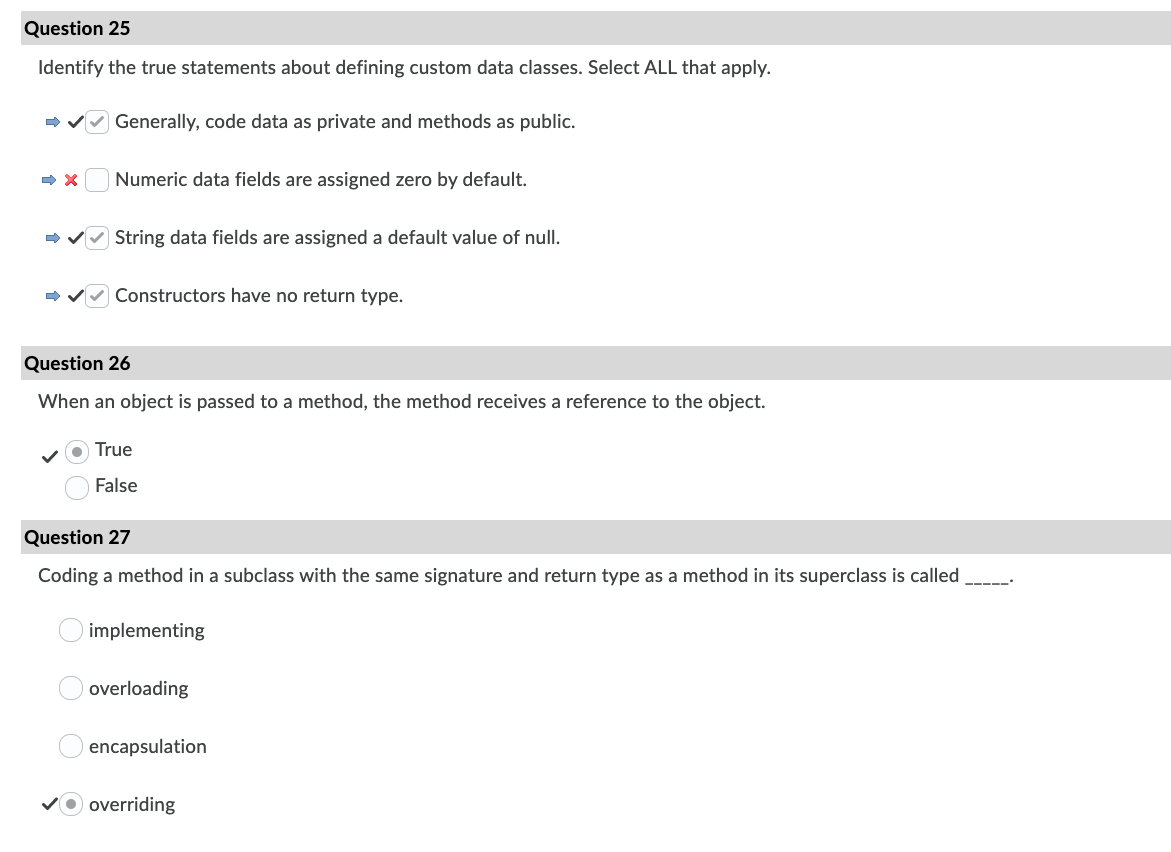 Question 25
Identify the true statements about defining custom data classes. Select ALL that apply.
Generally, code data as private and methods as public.
Numeric data fields are assigned zero by default.
String data fields are assigned a default value of null.
Constructors have no return type.
Question 26
When an object is passed to a method, the method receives a reference to the object.
True
False
Question 27
Coding a method in a subclass with the same signature and return type as a method in its superclass is called _____.
implementing
overloading
encapsulation
overriding